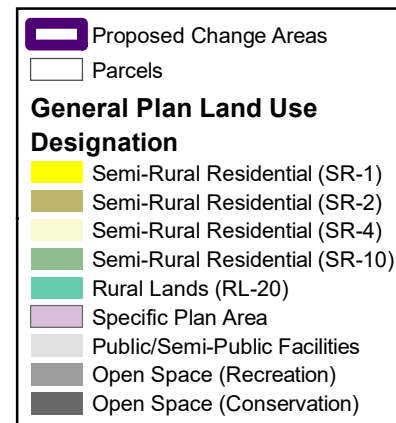 Proposed Change Areas
Parcels
General Plan Land Use
Designation
Semi-Rural Residential (SR-1)
Semi-Rural Residential (SR-2)
Semi-Rural Residential (SR-4)
Semi-Rural Residential (SR-10)
Rural Lands (RL-20)
Specific Plan Area
Public/Semi-Public Facilities
Open Space (Recreation)
Open Space (Conservation)